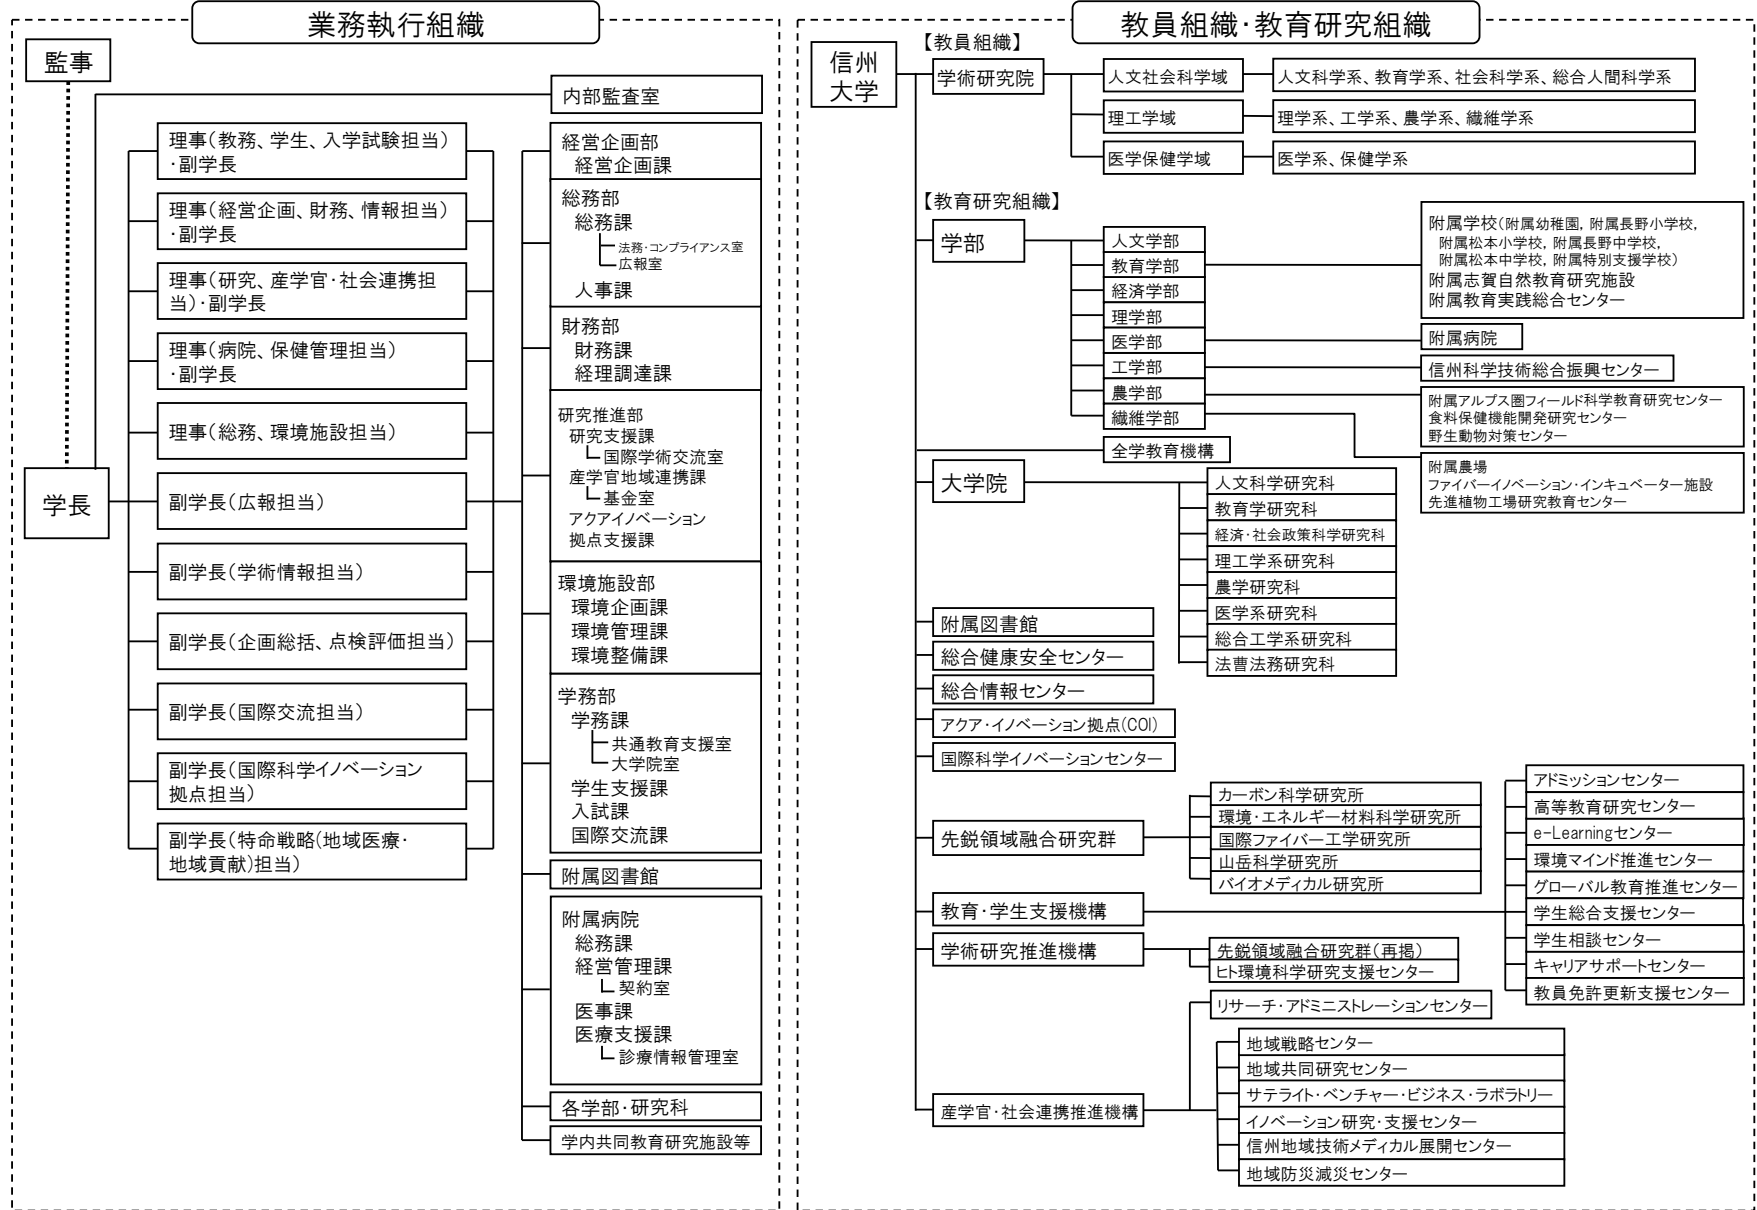 業務執行組織
監事
内部監査室
理事(教務、学生、入学試験担当)
・副学長
理事(経営企画、財務、情報担当)
・副学長
理事(研究、産学官・社会連携担
当)・副学長
理事(病院、保健管理担当)
・副学長
理事(総務、環境施設担当)
学長
副学長(広報担当)
副学長(学術情報担当)
副学長(企画総括、点検評価担当)
副学長(国際交流担当)
副学長(国際科学イノベーション
拠点担当)
副学長(特命戦略(地域医療・
地域貢献)担当)
経営企画部
経営企画課
総務部
総務課
法務・コンプライアンス室
広報室
人事課
財務部
財務課
経理調達課
研究推進部
研究支援課
国際学術交流室
産学官地域連携課
基金室
アクアイノベーション
拠点支援課
環境施設部
環境企画課
環境管理課
環境整備課
学務部
学務課
共通教育支援室
大学院室
学生支援課
入試課
国際交流課
附属図書館
附属病院
総務課
経営管理課
契約室
医事課
医療支援課
診療情報管理室
各学部・研究科
学内共同教育研究施設等
教員組織・教育研究組織
信州
大学
【教員組織】
学術研究院
人文社会科学域
人文科学系、教育学系、社会科学系、総合人間科学系
理工学域
理学系、工学系、農学系、繊維学系
医学保健学域
医学系、保健学系
【教育研究組織】
学部
人文学部
教育学部
経済学部
理学部
医学部
工学部
農学部
繊維学部
附属学校(附属幼稚園, 附属長野小学校,
附属松本小学校, 附属長野中学校,
附属松本中学校, 附属特別支援学校)
附属志賀自然教育研究施設
附属教育実践総合センター
附属病院
信州科学技術総合振興センター
附属アルプス圏フィールド科学教育研究センター
食料保健機能開発研究センター
野生動物対策センター
附属農場
ファイバーイノベーション・インキュベーター施設
先進植物工場研究教育センター
全学教育機構
大学院
人文科学研究科
教育学研究科
経済・社会政策科学研究科
理工学系研究科
農学研究科
医学系研究科
総合工学系研究科
法曹法務研究科
附属図書館
総合健康安全センター
総合情報センター
アクア・イノベーション拠点(COI)
国際科学イノベーションセンター
先鋭領域融合研究群
カーボン科学研究所
環境・エネルギー材料科学研究所
国際ファイバー工学研究所
山岳科学研究所
バイオメディカル研究所
教育・学生支援機構
アドミッションセンター
高等教育研究センター
e-Learningセンター
環境マインド推進センター
グローバル教育推進センター
学生総合支援センター
学生相談センター
キャリアサポートセンター
教員免許更新支援センター
学術研究推進機構
先鋭領域融合研究群(再掲)
ヒト環境科学研究支援センター
産学官・社会連携推進機構
リサーチ・アドミニストレーションセンター
地域戦略センター
地域共同研究センター
サテライト・ベンチャー・ビジネス・ラボラトリー
イノベーション研究・支援センター
信州地域技術メディカル展開センター
地域防災減災センター